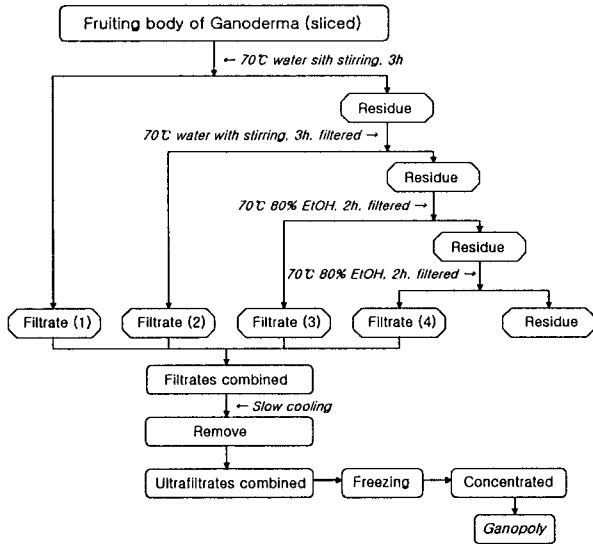 Fruiting body of Ganoderma (sliced)
← 70℃ water sith stirring, 3h
Residue
70℃ water with stirring, 3h. filtered →
Residue
70℃ 80% EtOH, 2h. filtered →
Residue
70℃ 80% EtOH, 2h. filtered →
Filtrate (1)
Filtrate (2)
Filtrate (3)
Filtrate (4)
Residue
Filtrates combined
← Slow cooling
Remove
Ultrafiltrates combined
Freezing
Concentrated
Ganopoly